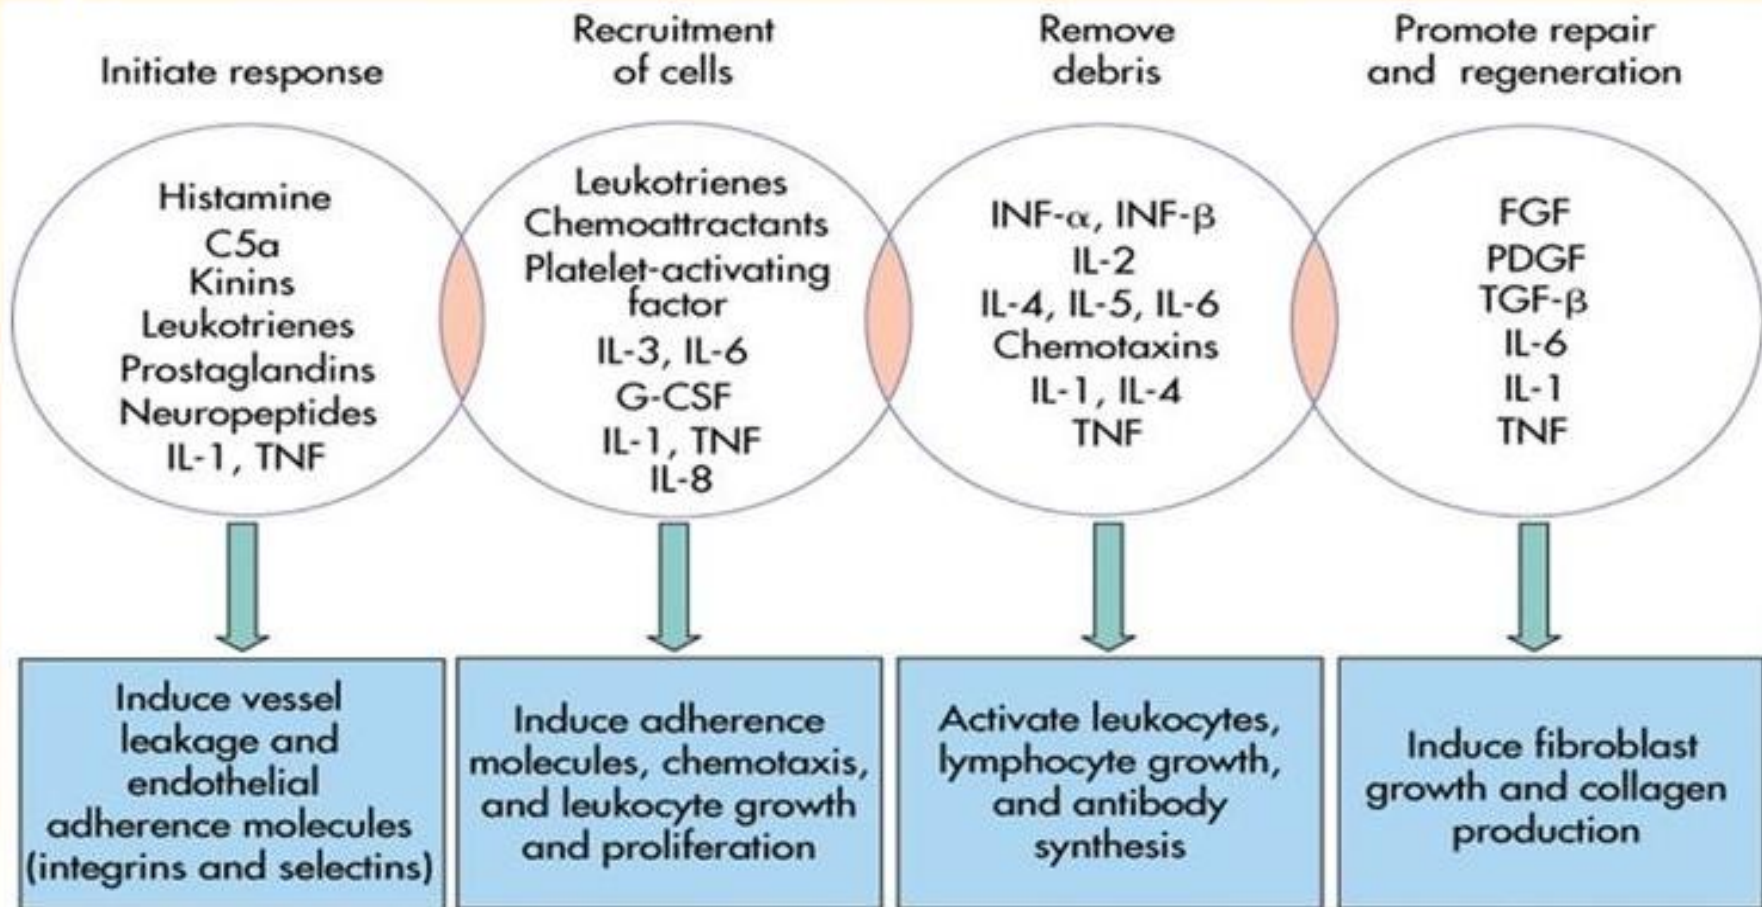 Initiate response
Recruitment
of cells
Remove
debris
Promote repair
and regeneration
Histamine
C5a
Kinins
Leukotrienes
Prostaglandins
Neuropeptides
IL-1, TNF
Leukotrienes
Chemoattractants
Platelet-activating
factor
IL-3, IL-6
G-CSF
IL-1, TNF
IL-8
INF-α, INF-β
IL-2
IL-4, IL-5, IL-6
Chemotaxins
IL-1, IL-4
TNF
FGF
PDGF
TGF-β
IL-6
IL-1
TNF
Induce vessel
leakage and
endothelial
adherence molecules
(integrins and selectins)
Induce adherence
molecules, chemotaxis,
and leukocyte growth
and proliferation
Activate leukocytes,
lymphocyte growth,
and antibody
synthesis
Induce fibroblast
growth and collagen
production